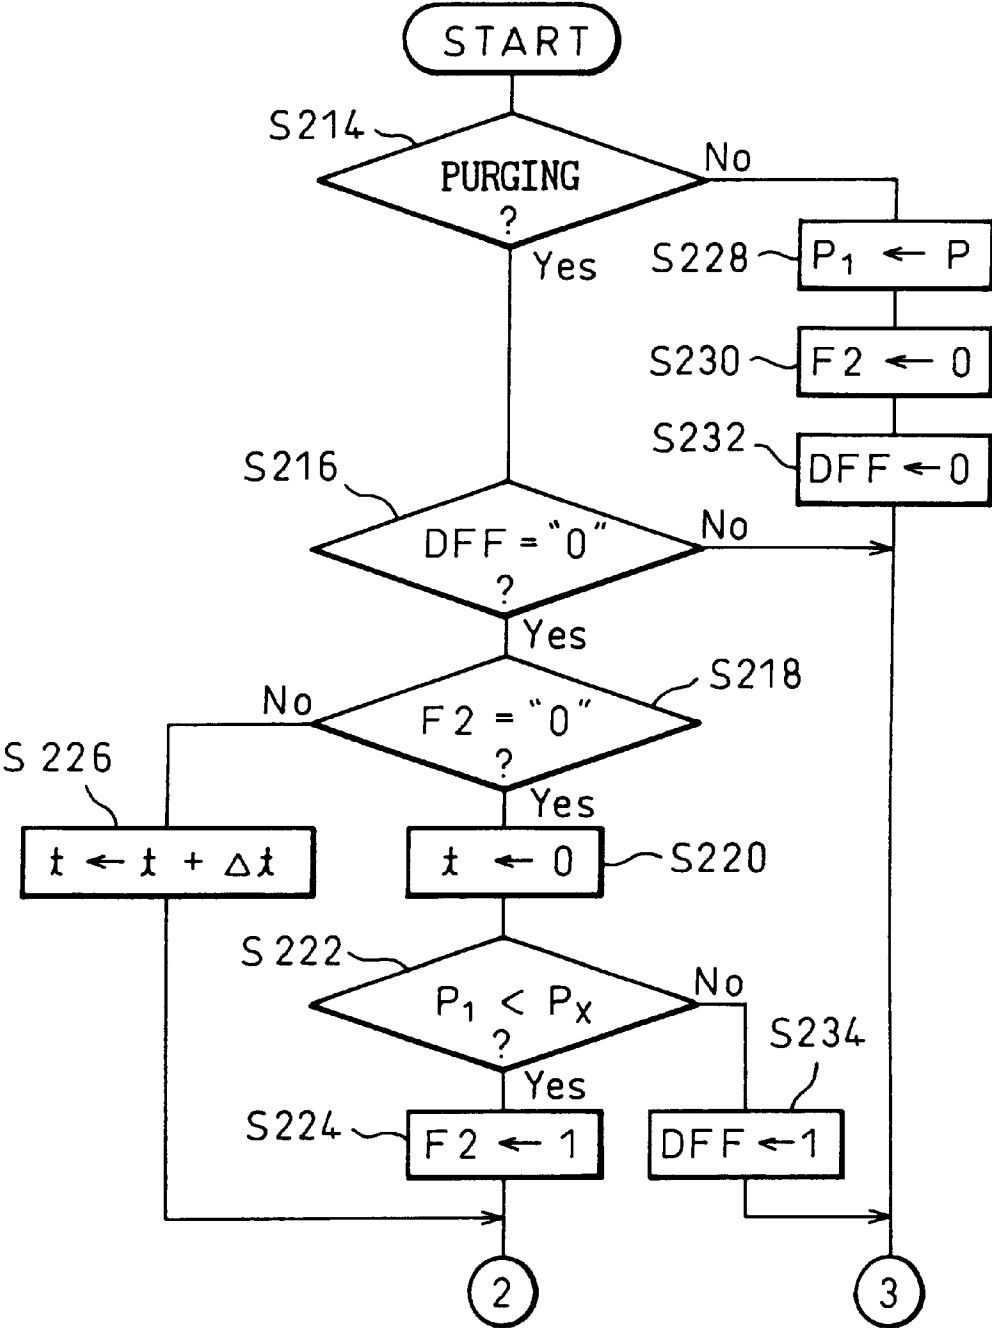 START
S214
PURGING
?
No
Yes
S228
P₁ ← P
S230
F2 ← 0
S232
DFF ← 0
S216
DFF = "0"
?
No
Yes
S218
F2 = "0"
?
No
Yes
S226
t ← t + Δt
t ← 0
S220
S222
P₁ < Pₓ
?
No
Yes
S234
S224
F2 ← 1
DFF ← 1
2
3